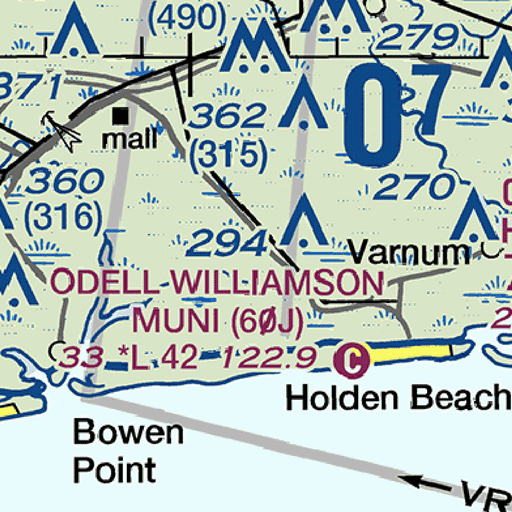 (490)
279
371
362
(315)
07
mall
360
(316)
270
294
Varnum
ODELL WILLIAMSON
MUNI (60J)
33 *L 42 122.9 C
Holden Beach
Bowen
Point
VR